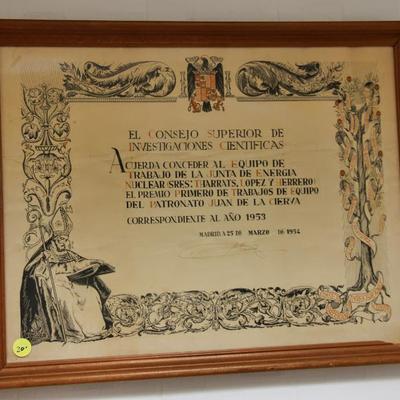 EL CONSEJO SUPERIOR DE
INVESTIGACIONES CIENTIFICAS
ACUERDA CONCEDER AL EQUIPO DE
TRABAJO DE LA JUNTA DE ENERGIA
NUCLEAR (SRES: THARRATS, LOPEZ Y HERRERO)
EL PREMIO PRIMERO DE TRABAJOS DE EQUIPO
DEL PATRONATO JUAN DE LA CIERVA
CORRESPONDIENTE AL AÑO 1953
MADRID A 25 DE MARZO DE 1954
20